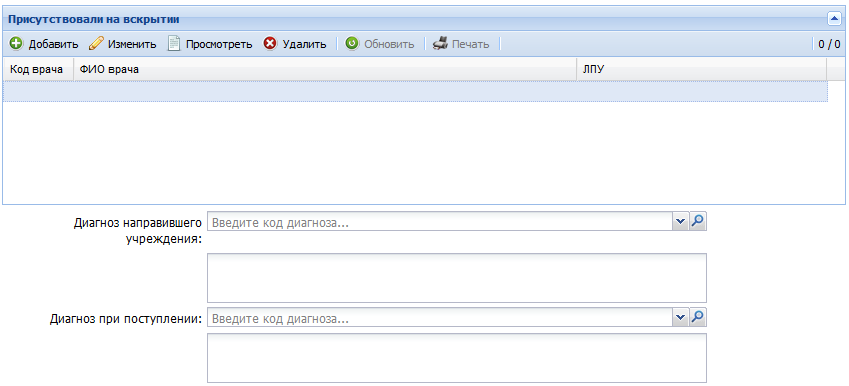 Присутствовали на вскрытии
Добавить Изменить Просмотреть Удалить Обновить Печать 0 / 0
Код врача ФИО врача ЛПУ
Диагноз направившего учреждения: Введите код диагноза...
Диагноз при поступлении: Введите код диагноза...